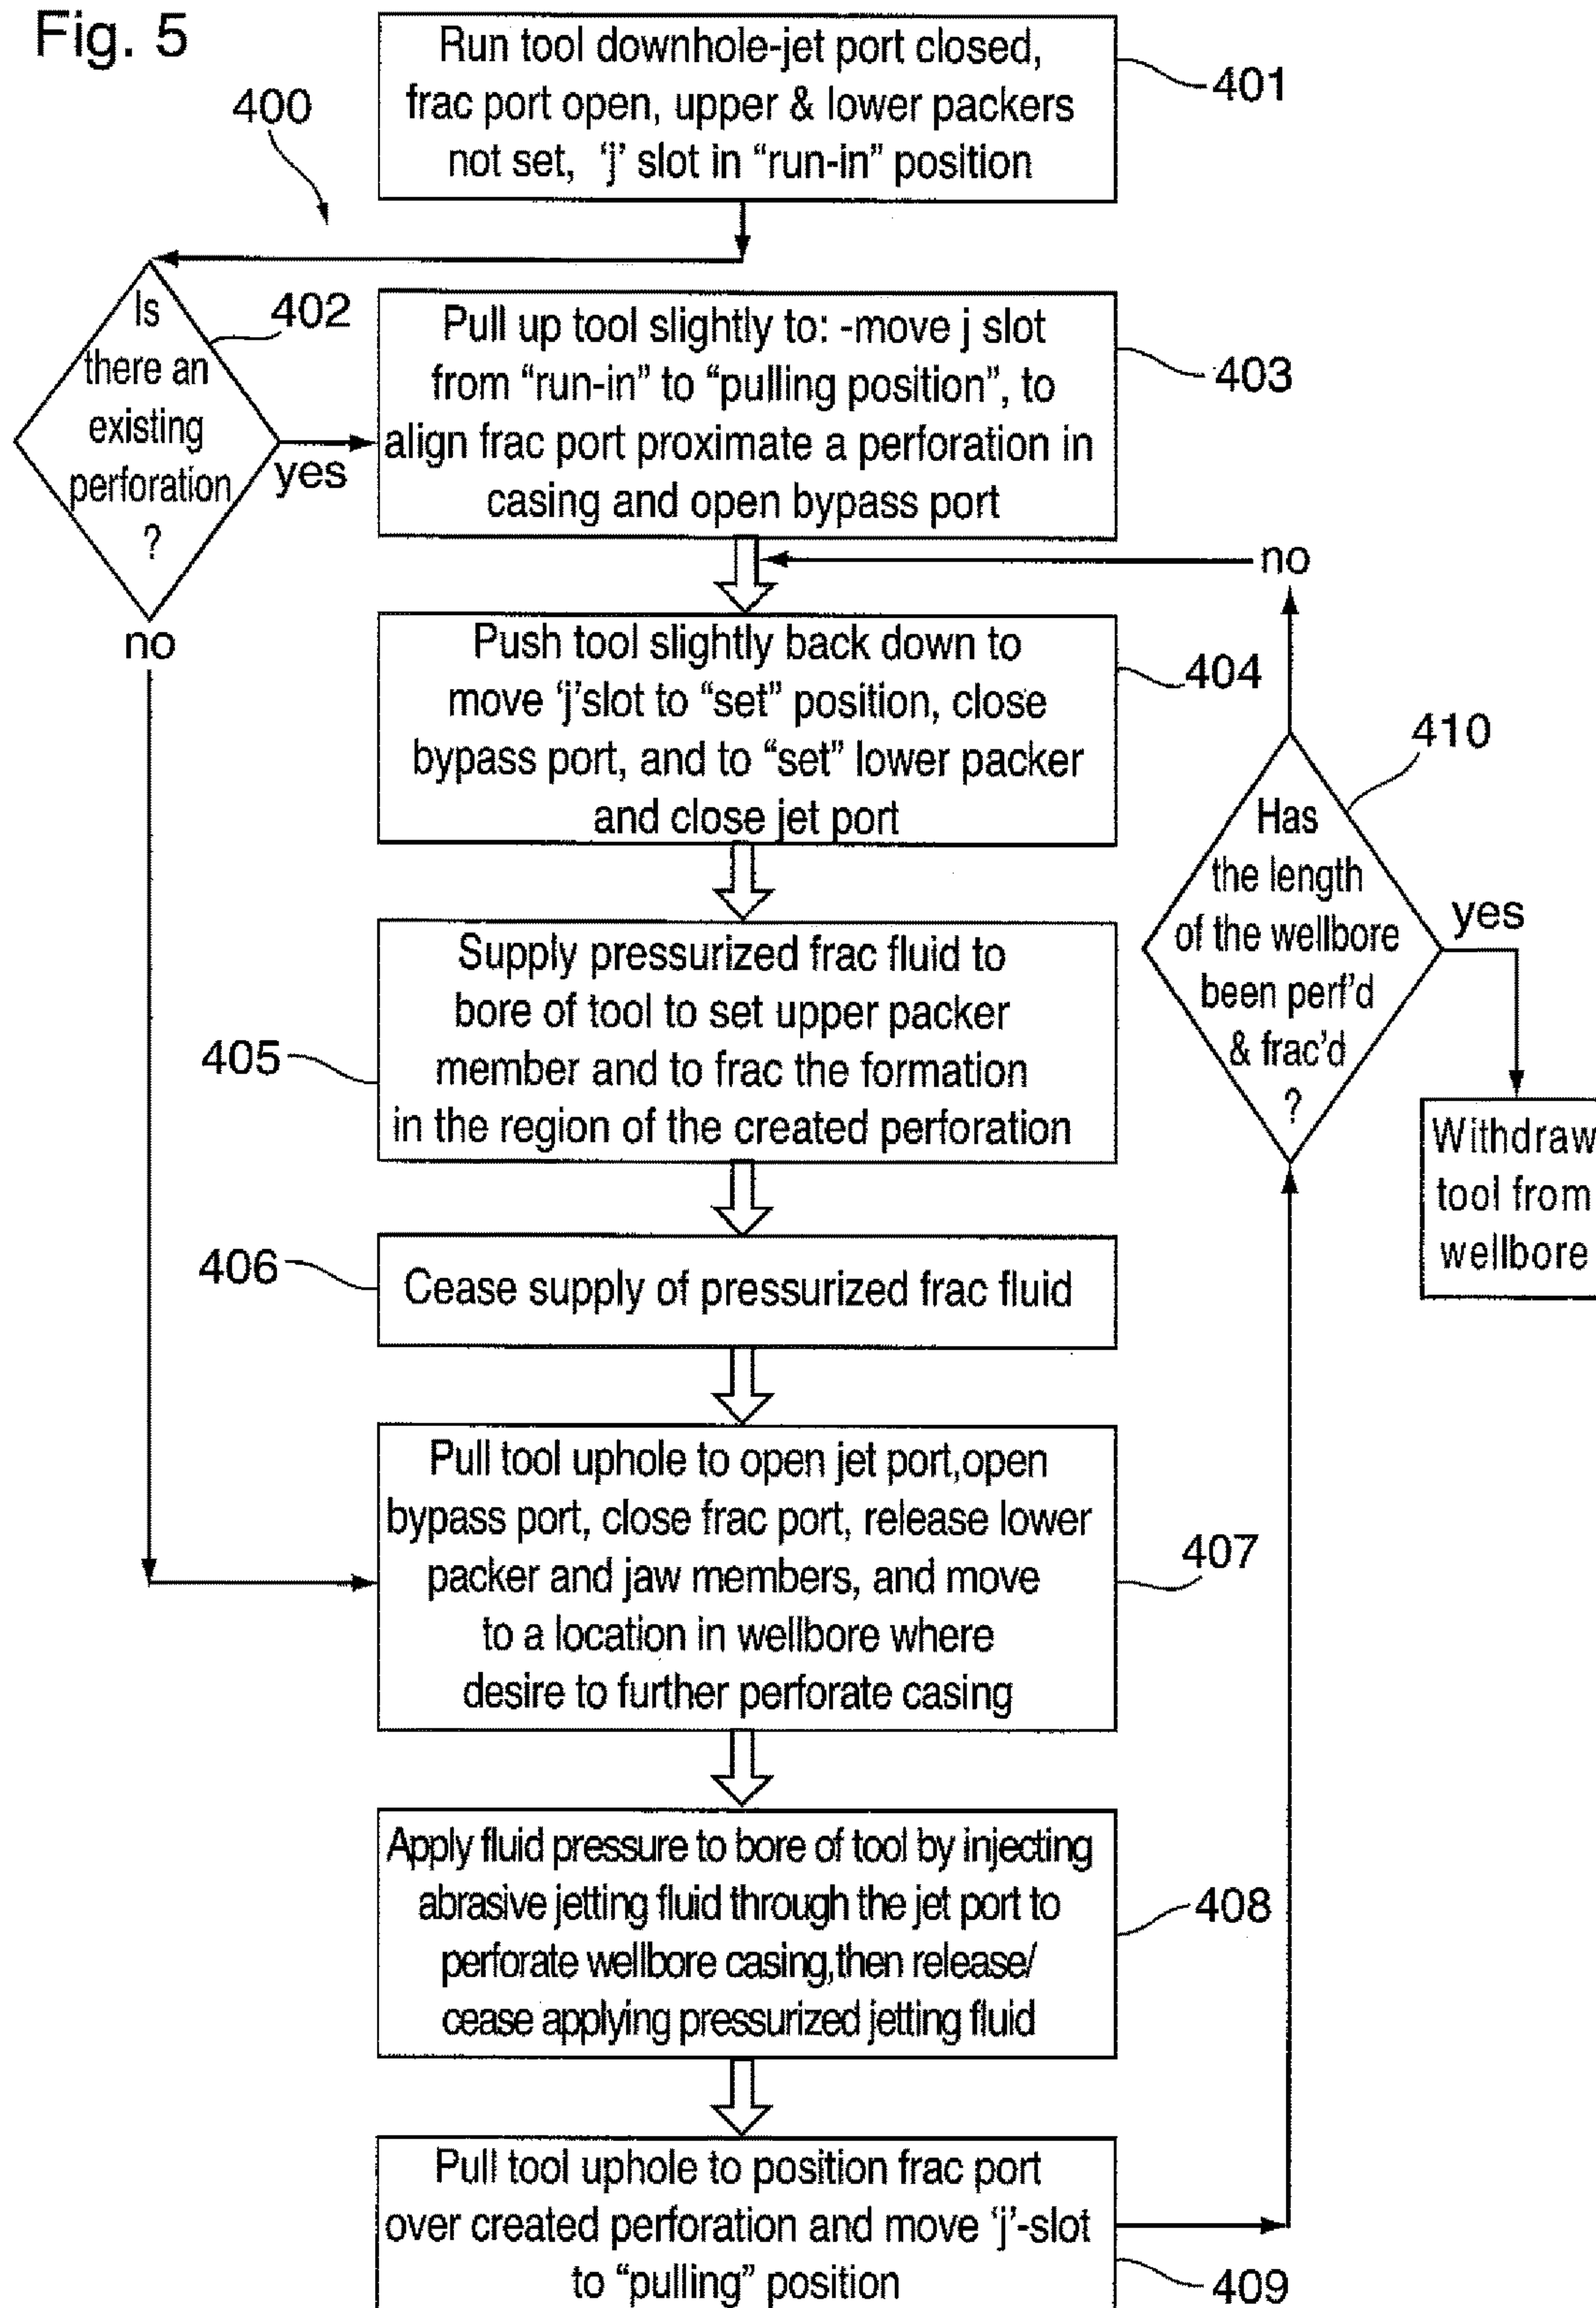 Fig. 5
400
Run tool downhole-jet port closed,
frac port open, upper & lower packers
not set, ‘j’ slot in “run-in” position
401
Is
there an
existing
perforation
?
402
yes
no
Pull up tool slightly to: -move j slot
from “run-in” to “pulling position”, to
align frac port proximate a perforation in
casing and open bypass port
403
no
Push tool slightly back down to
move ‘j’slot to “set” position, close
bypass port, and to “set” lower packer
and close jet port
404
Supply pressurized frac fluid to
bore of tool to set upper packer
member and to frac the formation
in the region of the created perforation
405
Cease supply of pressurized frac fluid
406
Pull tool uphole to open jet port,open
bypass port, close frac port, release lower
packer and jaw members, and move
to a location in wellbore where
desire to further perforate casing
407
Apply fluid pressure to bore of tool by injecting
abrasive jetting fluid through the jet port to
perforate wellbore casing,then release/
cease applying pressurized jetting fluid
408
Pull tool uphole to position frac port
over created perforation and move ‘j’-slot
to “pulling” position
409
Has
the length
of the wellbore
been perf’d
& frac’d
?
410
yes
Withdraw
tool from
wellbore